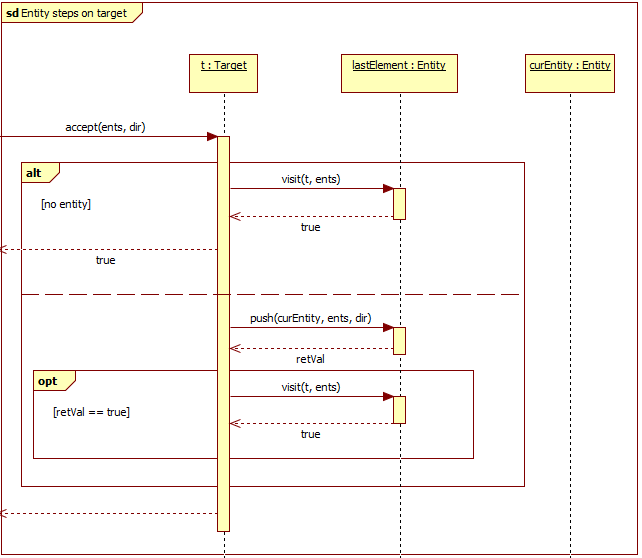 sd Entity steps on target
t : Target
lastElement : Entity
curEntity : Entity
accept(ents, dir)
alt
visit(t, ents)
[no entity]
true
true
push(curEntity, ents, dir)
retVal
opt
visit(t, ents)
[retVal == true]
true